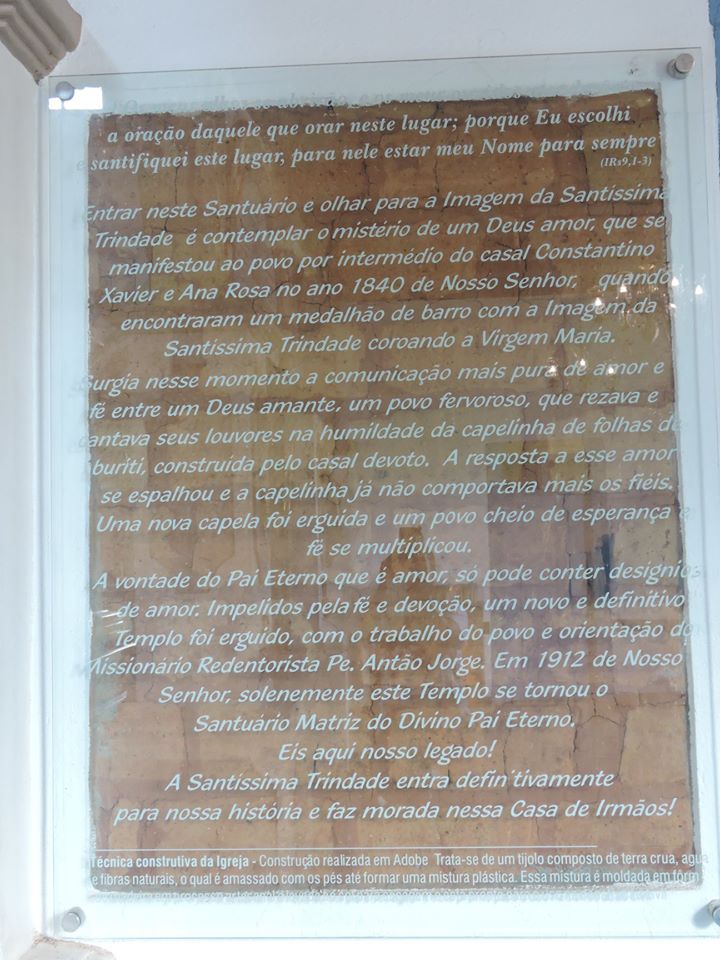 a oração daquele que orar neste lugar; porque Eu escolhi
e santifiquei este lugar, para nele estar meu Nome para sempre
(IRs9,1-3)
Entrar neste Santuário e olhar para a Imagem da Santíssima
Trindade é contemplar o mistério de um Deus amor, que se
manifestou ao povo por intermédio do casal Constantino
Xavier e Ana Rosa no ano 1840 de Nosso Senhor, quando
encontraram um medalhão de barro com a Imagem da
Santíssima Trindade coroando a Virgem Maria.
Surgia nesse momento a comunicação mais pura de amor e
fé entre um Deus amante, um povo fervoroso, que rezava e
cantava seus louvores na humildade da capelinha de folhas de
buriti, construída pelo casal devoto. A resposta a esse amor
se espalhou e a capelinha já não comportava mais os fiéis.
Uma nova capela foi erguida e um povo cheio de esperança e
fé se multiplicou.
A vontade do Pai Eterno que é amor, só pode conter desígnios
de amor. Impelidos pela fé e devoção, um novo e definitivo
Templo foi erguido, com o trabalho do povo e orientação do
Missionário Redentorista Pe. Antão Jorge. Em 1912 de Nosso
Senhor, solenemente este Templo se tornou o
Santuário Matriz do Divino Pai Eterno.
Eis aqui nosso legado!
A Santíssima Trindade entra definitivamente
para nossa história e faz morada nessa Casa de Irmãos!
Técnica construtiva da Igreja - Construção realizada em Adobe Trata-se de um tijolo composto de terra crua, água
e fibras naturais, o qual é amassado com os pés até formar uma mistura plástica. Essa mistura é moldada em form